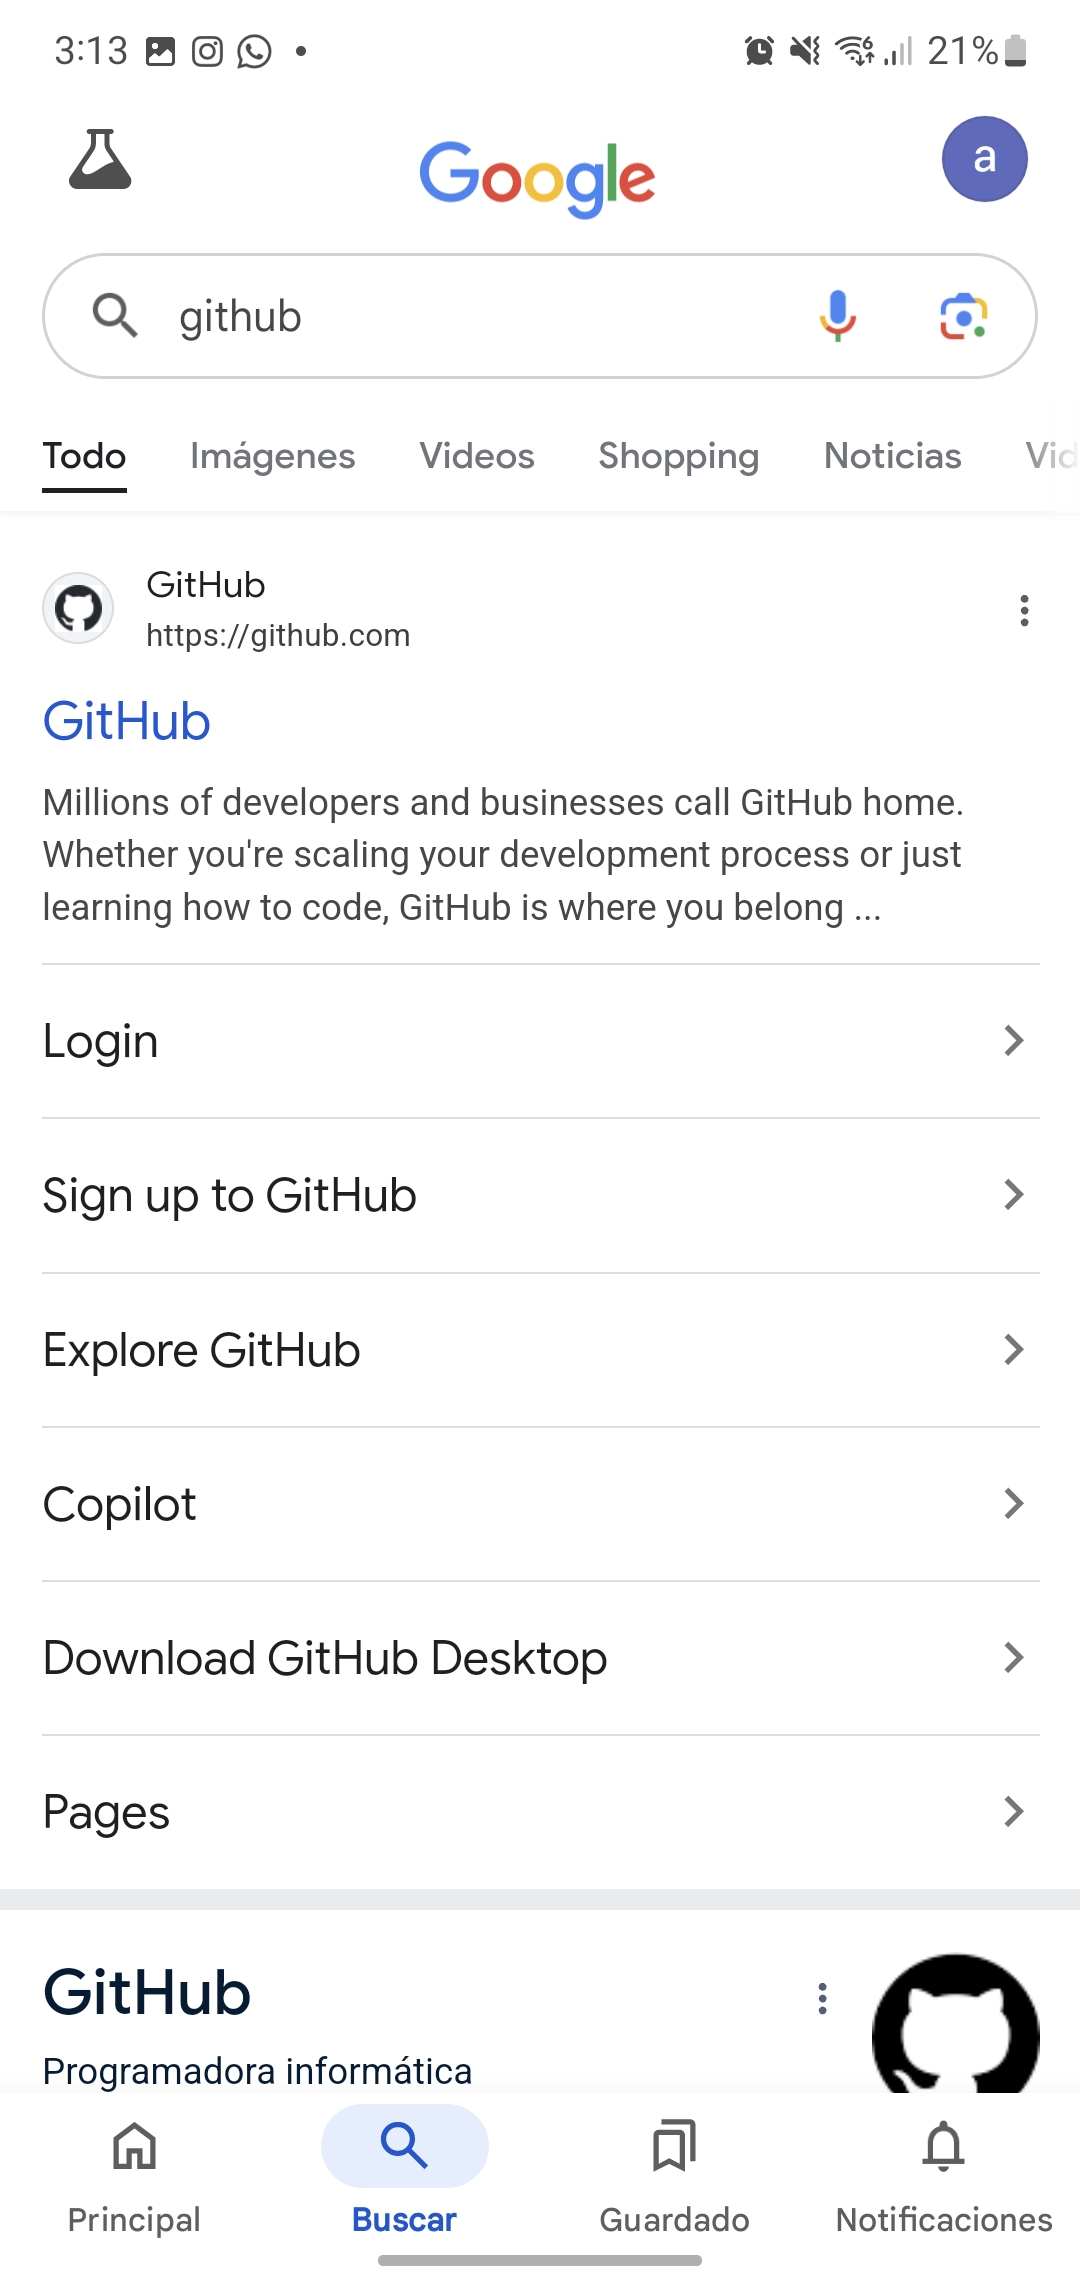 3:13 21%
Google
a
github
Todo Imágenes Videos Shopping Noticias Vid
GitHub
https://github.com
GitHub
Millions of developers and businesses call GitHub home.
Whether you're scaling your development process or just
learning how to code, GitHub is where you belong ...
Login
Sign up to GitHub
Explore GitHub
Copilot
Download GitHub Desktop
Pages
GitHub
Programadora informática
Principal Buscar Guardado Notificaciones